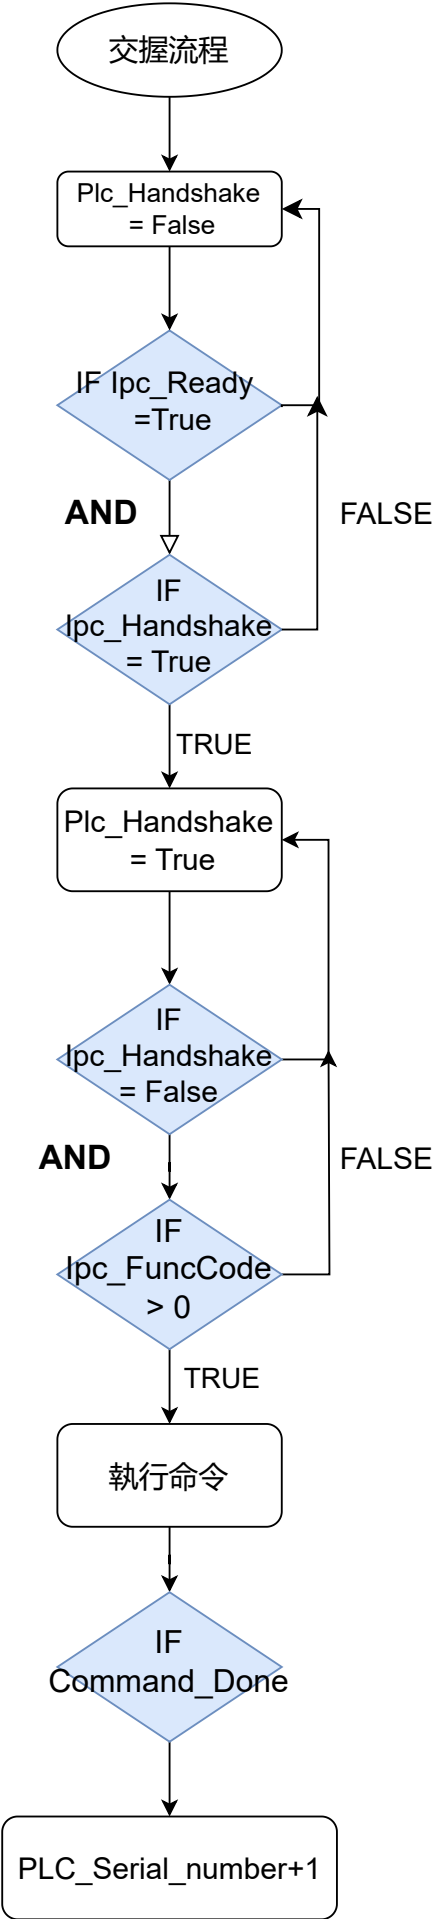 交握流程
Plc_Handshake
= False
IF Ipc_Ready
=True
AND
FALSE
IF
Ipc_Handshake
= True
TRUE
Plc_Handshake
= True
IF
Ipc_Handshake
= False
AND
FALSE
IF
Ipc_FuncCode
> 0
TRUE
執行命令
IF
Command_Done
PLC_Serial_number+1